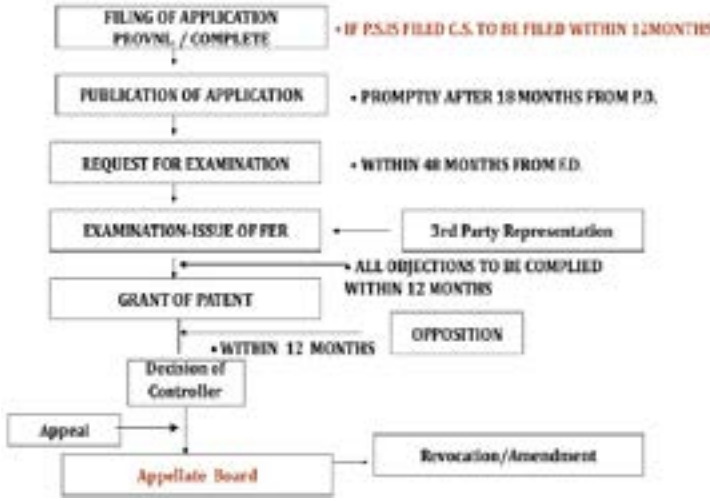 FILING OF APPLICATION
PROVNL / COMPLETE
• IF P.S.IS FILED C.S. TO BE FILED WITHIN 12MONTHS
PUBLICATION OF APPLICATION
• PROMPTLY AFTER 18 MONTHS FROM P.D.
REQUEST FOR EXAMINATION
• WITHIN 48 MONTHS FROM F.D.
EXAMINATION-ISSUE OF FER
3rd Party Representation
• ALL OBJECTIONS TO BE COMPLIED
WITHIN 12 MONTHS
GRANT OF PATENT
OPPOSITION
• WITHIN 12 MONTHS
Decision of
Controller
Appeal
Appellate Board
Revocation/Amendment